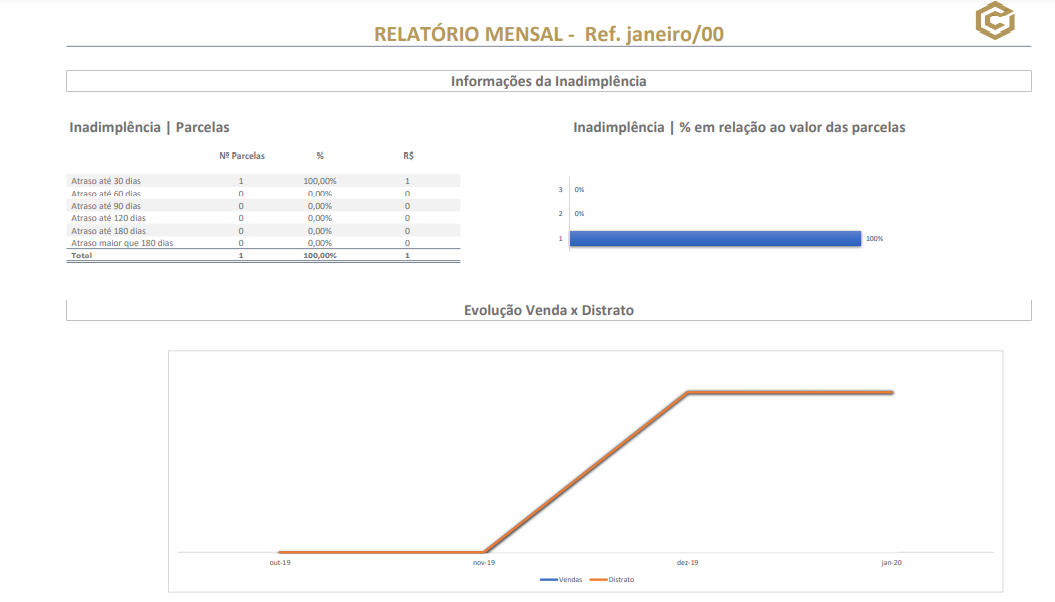 RELATÓRIO MENSAL - Ref. janeiro/00
Informações da Inadimplência
Inadimplência | Parcelas
Nº Parcelas % R$
Atraso até 30 dias 1 100,00% 1
Atraso até 60 dias 0 0,00% 0
Atraso até 90 dias 0 0,00% 0
Atraso até 120 dias 0 0,00% 0
Atraso até 180 dias 0 0,00% 0
Atraso maior que 180 dias 0 0,00% 0
Total 1 100,00% 1
Inadimplência | % em relação ao valor das parcelas
3 0%
2 0%
1 100%
Evolução Venda x Distrato
out-19 nov-19 dez-19 jan-20
Vendas Distrato